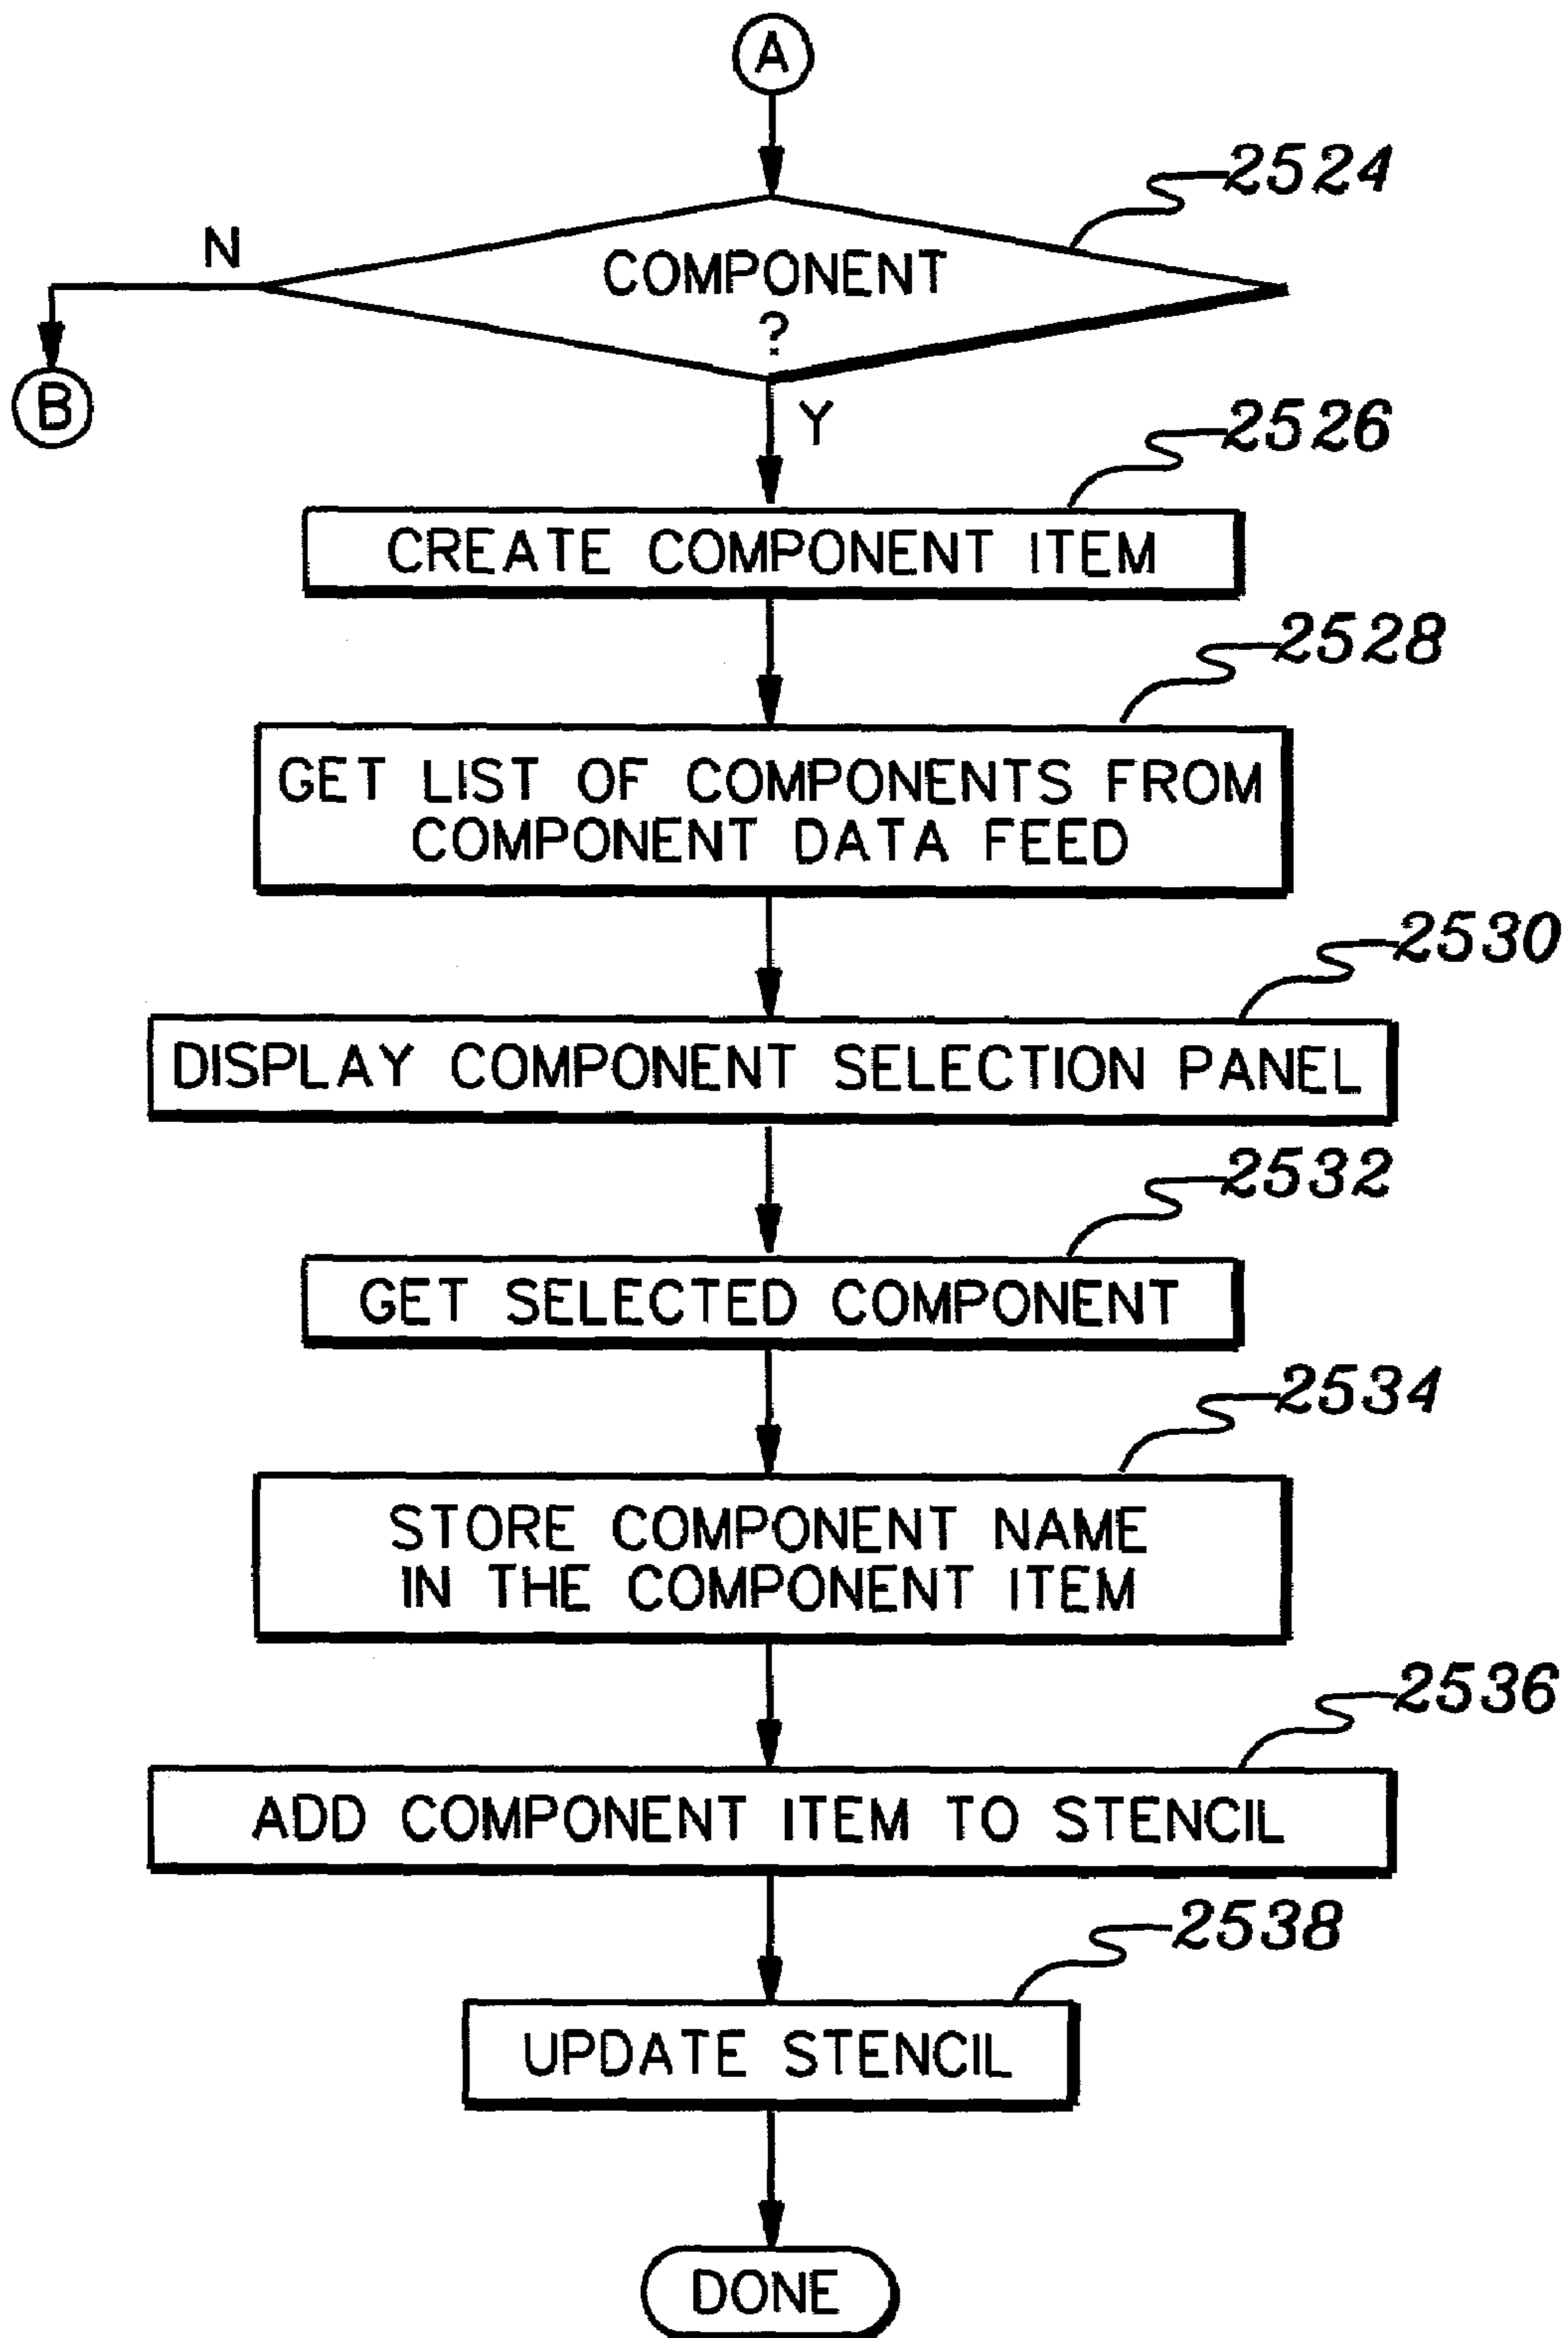 A
2524
N
COMPONENT
?
B
Y
2526
CREATE COMPONENT ITEM
2528
GET LIST OF COMPONENTS FROM
COMPONENT DATA FEED
2530
DISPLAY COMPONENT SELECTION PANEL
2532
GET SELECTED COMPONENT
2534
STORE COMPONENT NAME
IN THE COMPONENT ITEM
2536
ADD COMPONENT ITEM TO STENCIL
2538
UPDATE STENCIL
DONE